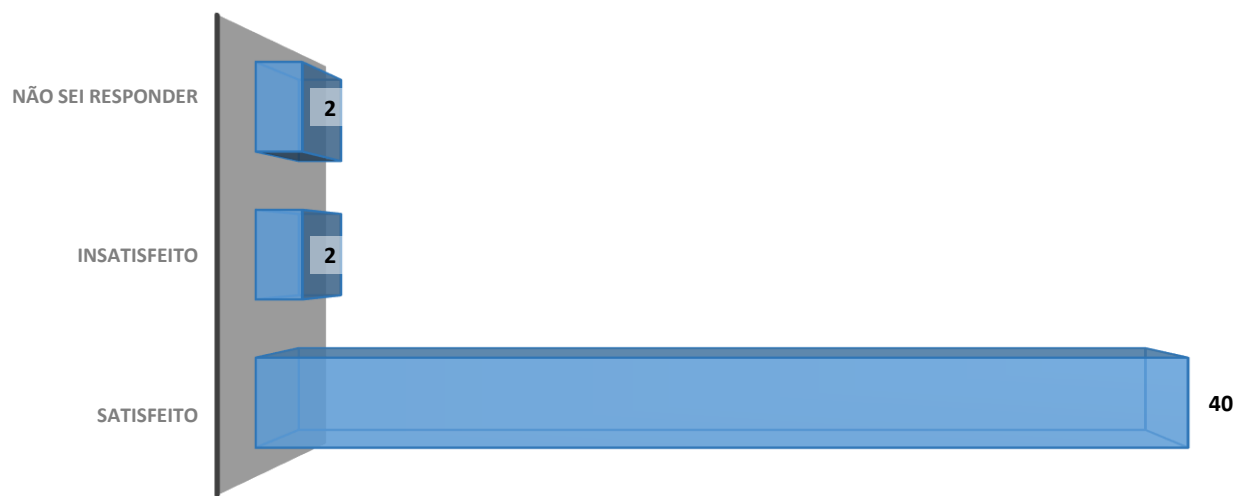 NÃO SEI RESPONDER
2
INSATISFEITO
2
SATISFEITO
40